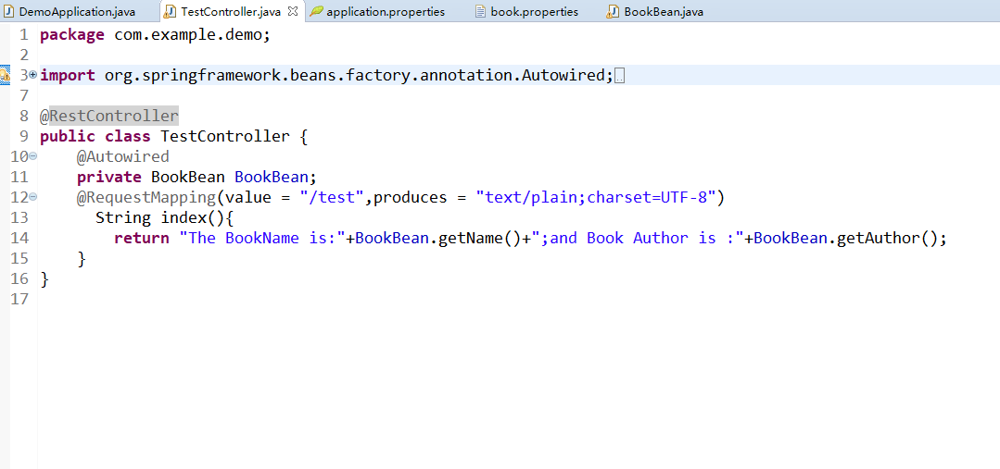 DemoApplication.java TestController.java application.properties book.properties BookBean.java
1 package com.example.demo;
2
3 import org.springframework.beans.factory.annotation.Autowired;
7
8 @RestController
9 public class TestController {
10 @Autowired
11 private BookBean BookBean;
12 @RequestMapping(value = "/test",produces = "text/plain;charset=UTF-8")
13 String index(){
14 return "The BookName is:"+BookBean.getName()+";and Book Author is :"+BookBean.getAuthor();
15 }
16 }
17